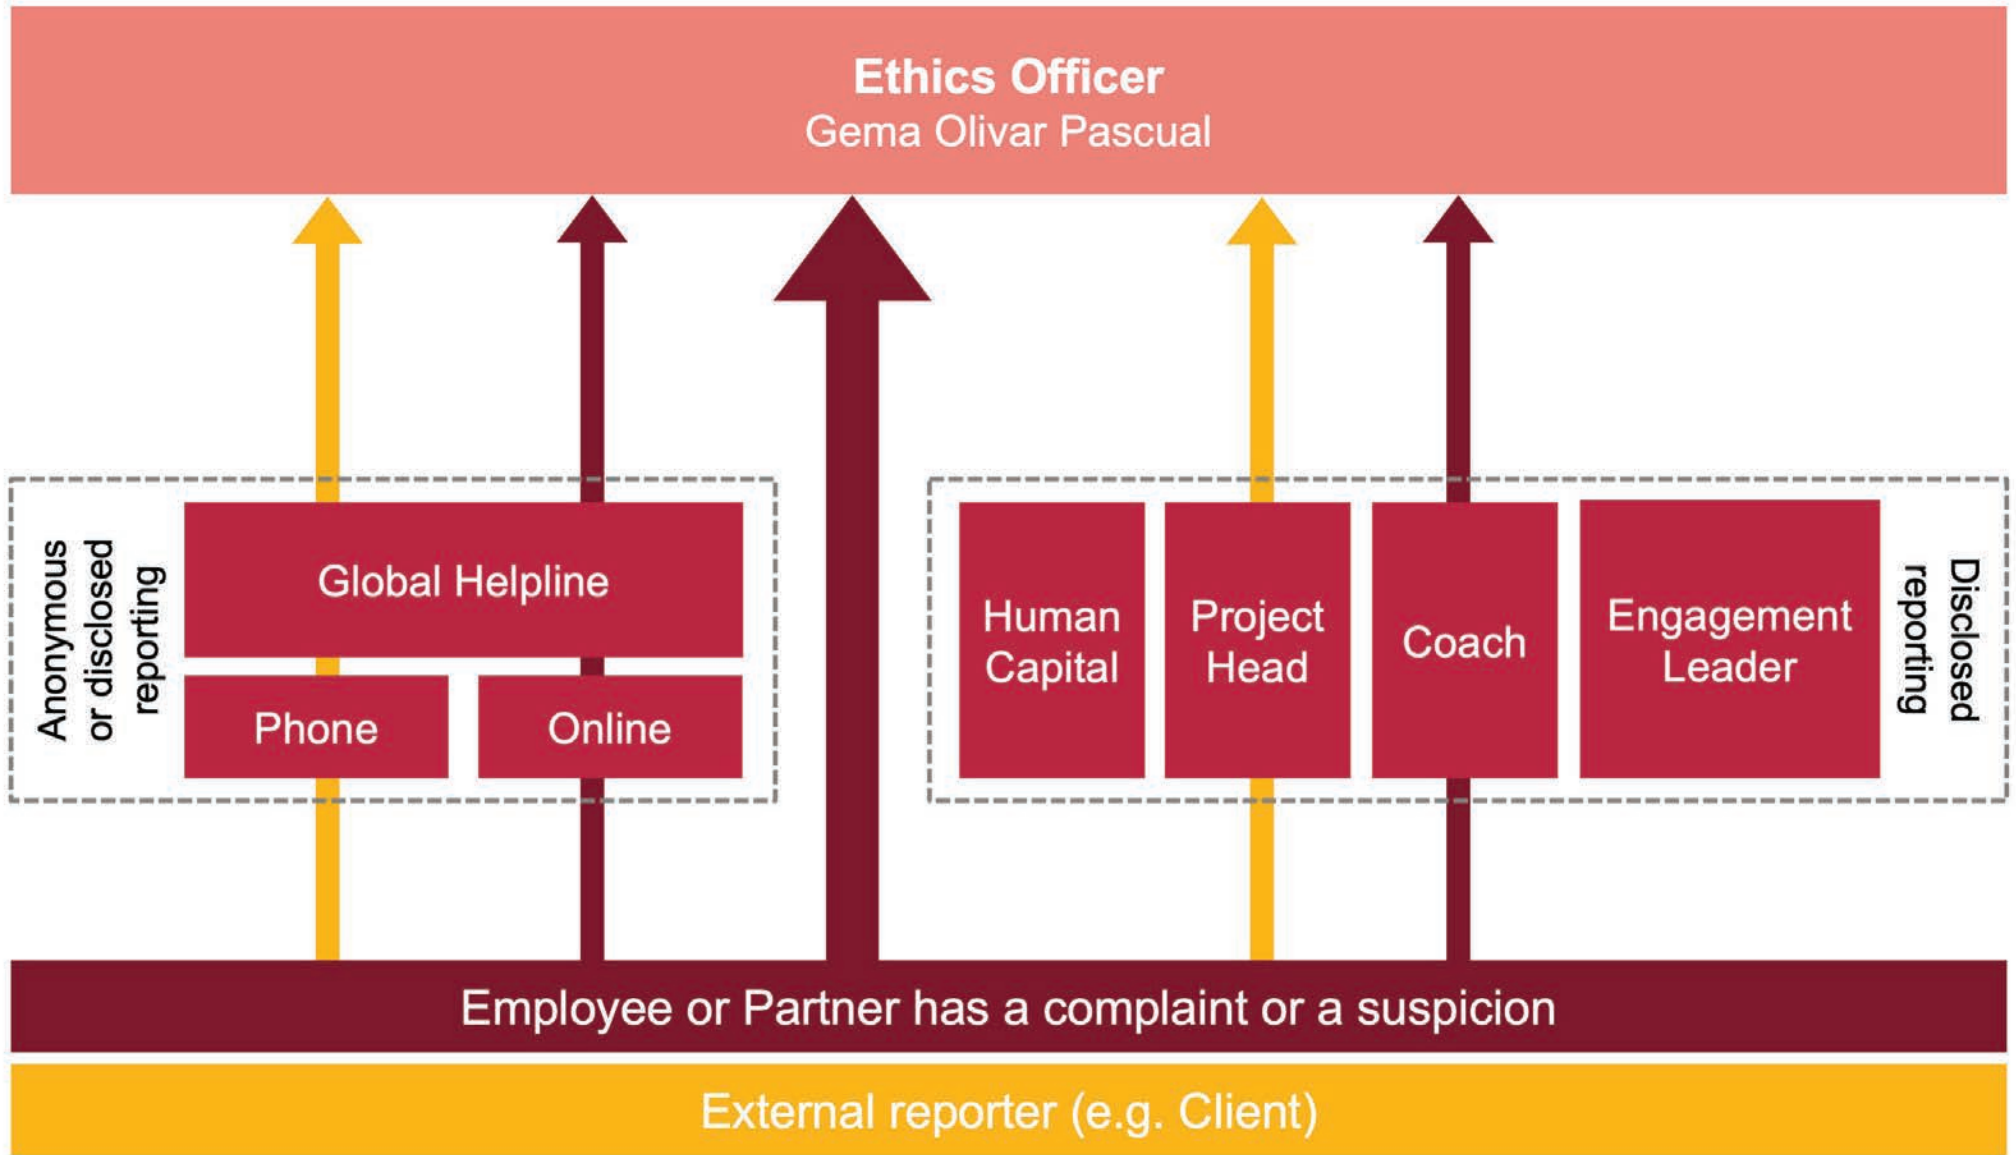 Ethics Officer
Gema Olivar Pascual
Anonymous
or disclosed
reporting
Global Helpline
Phone
Online
Human
Capital
Project
Head
Coach
Engagement
Leader
Disclosed
reporting
Employee or Partner has a complaint or a suspicion
External reporter (e.g. Client)